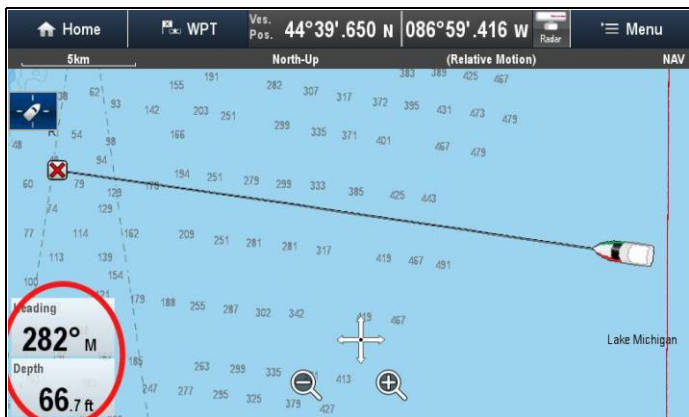 Home WPT Ves. Pos. 44°39'.650 N 086°59'.416 W Radar Menu
5km North-Up (Relative Motion) NAV
191 282 383 389 425 467
38 62 155 307 317
93 142 203 251 372 395 431 473 479
R 54 98 166 299 335 371 401
48 467 479
94
60 79 129 179 194 251 279 299 333 385 425 443
74 129
77 114 162 209 251 281 281 317
113 139 419 467 491
100 154
121 179 188 255 287 302 342 419 467
Heading
282° M
Lake Michigan
185 263 299 335 413
Depth
66.7 ft
247 277 295 325 379 427